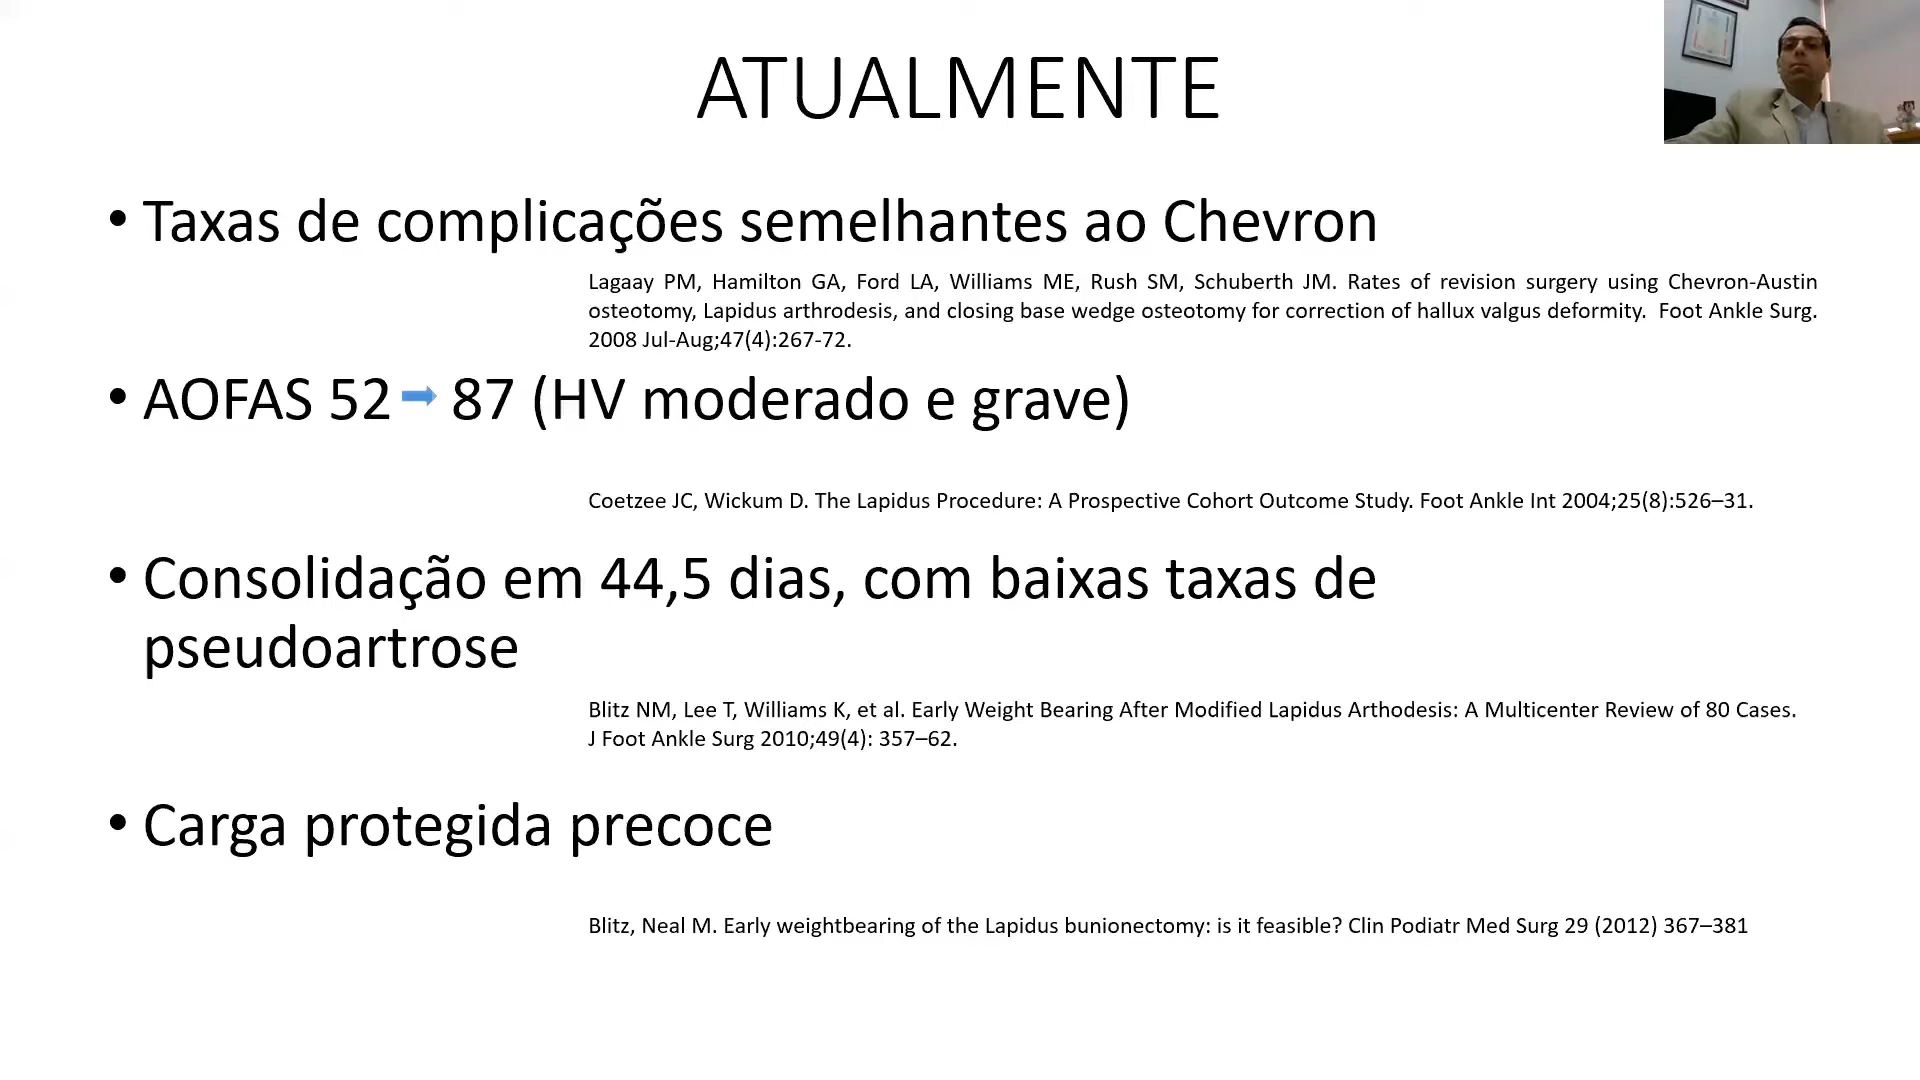 ATUALMENTE
• Taxas de complicações semelhantes ao Chevron
Lagaay PM, Hamilton GA, Ford LA, Williams ME, Rush SM, Schuberth JM. Rates of revision surgery using Chevron-Austin
osteotomy, Lapidus arthrodesis, and closing base wedge osteotomy for correction of hallux valgus deformity. Foot Ankle Surg.
2008 Jul-Aug;47(4):267-72.
• AOFAS 52 87 (HV moderado e grave)
Coetzee JC, Wickum D. The Lapidus Procedure: A Prospective Cohort Outcome Study. Foot Ankle Int 2004;25(8):526–31.
• Consolidação em 44,5 dias, com baixas taxas de
pseudoartrose
Blitz NM, Lee T, Williams K, et al. Early Weight Bearing After Modified Lapidus Arthodesis: A Multicenter Review of 80 Cases.
J Foot Ankle Surg 2010;49(4): 357–62.
• Carga protegida precoce
Blitz, Neal M. Early weightbearing of the Lapidus bunionectomy: is it feasible? Clin Podiatr Med Surg 29 (2012) 367–381